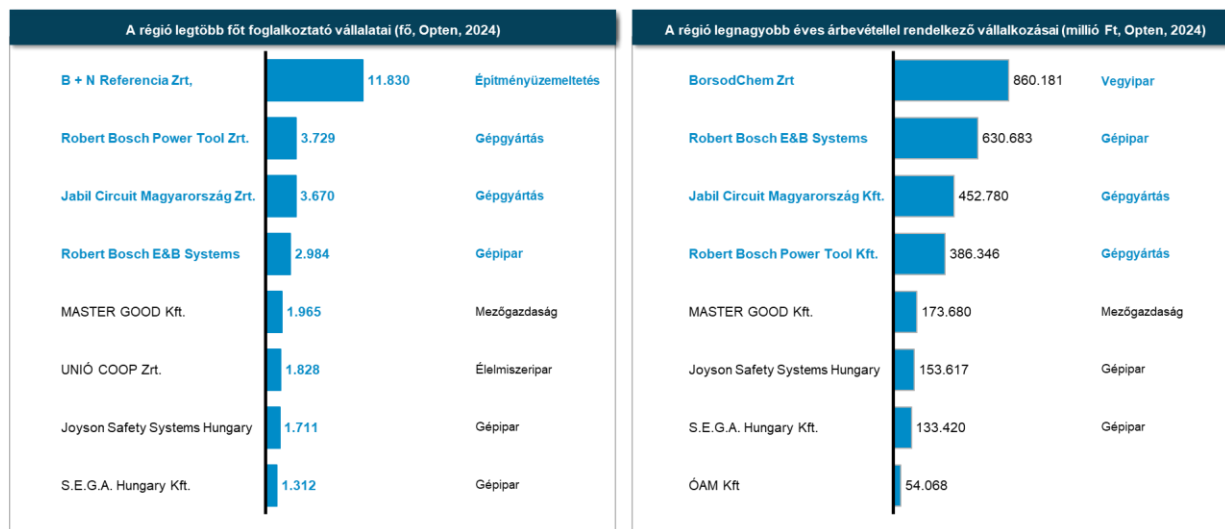 A régió legtöbb főt foglalkoztató vállalatai (fő, Opten, 2024)
B + N Referencia Zrt, 11.830 Építményüzemeltetés
Robert Bosch Power Tool Zrt. 3.729 Gépgyártás
Jabil Circuit Magyarország Zrt. 3.670 Gépgyártás
Robert Bosch E&B Systems 2.984 Gépipar
MASTER GOOD Kft. 1.965 Mezőgazdaság
UNIÓ COOP Zrt. 1.828 Élelmiszeripar
Joyson Safety Systems Hungary 1.711 Gépipar
S.E.G.A. Hungary Kft. 1.312 Gépipar
A régió legnagyobb éves árbevétellel rendelkező vállalkozásai (millió Ft, Opten, 2024)
BorsodChem Zrt 860.181 Vegyipar
Robert Bosch E&B Systems 630.683 Gépipar
Jabil Circuit Magyarország Kft. 452.780 Gépgyártás
Robert Bosch Power Tool Kft. 386.346 Gépgyártás
MASTER GOOD Kft. 173.680 Mezőgazdaság
Joyson Safety Systems Hungary 153.617 Gépipar
S.E.G.A. Hungary Kft. 133.420 Gépipar
ÓAM Kft 54.068